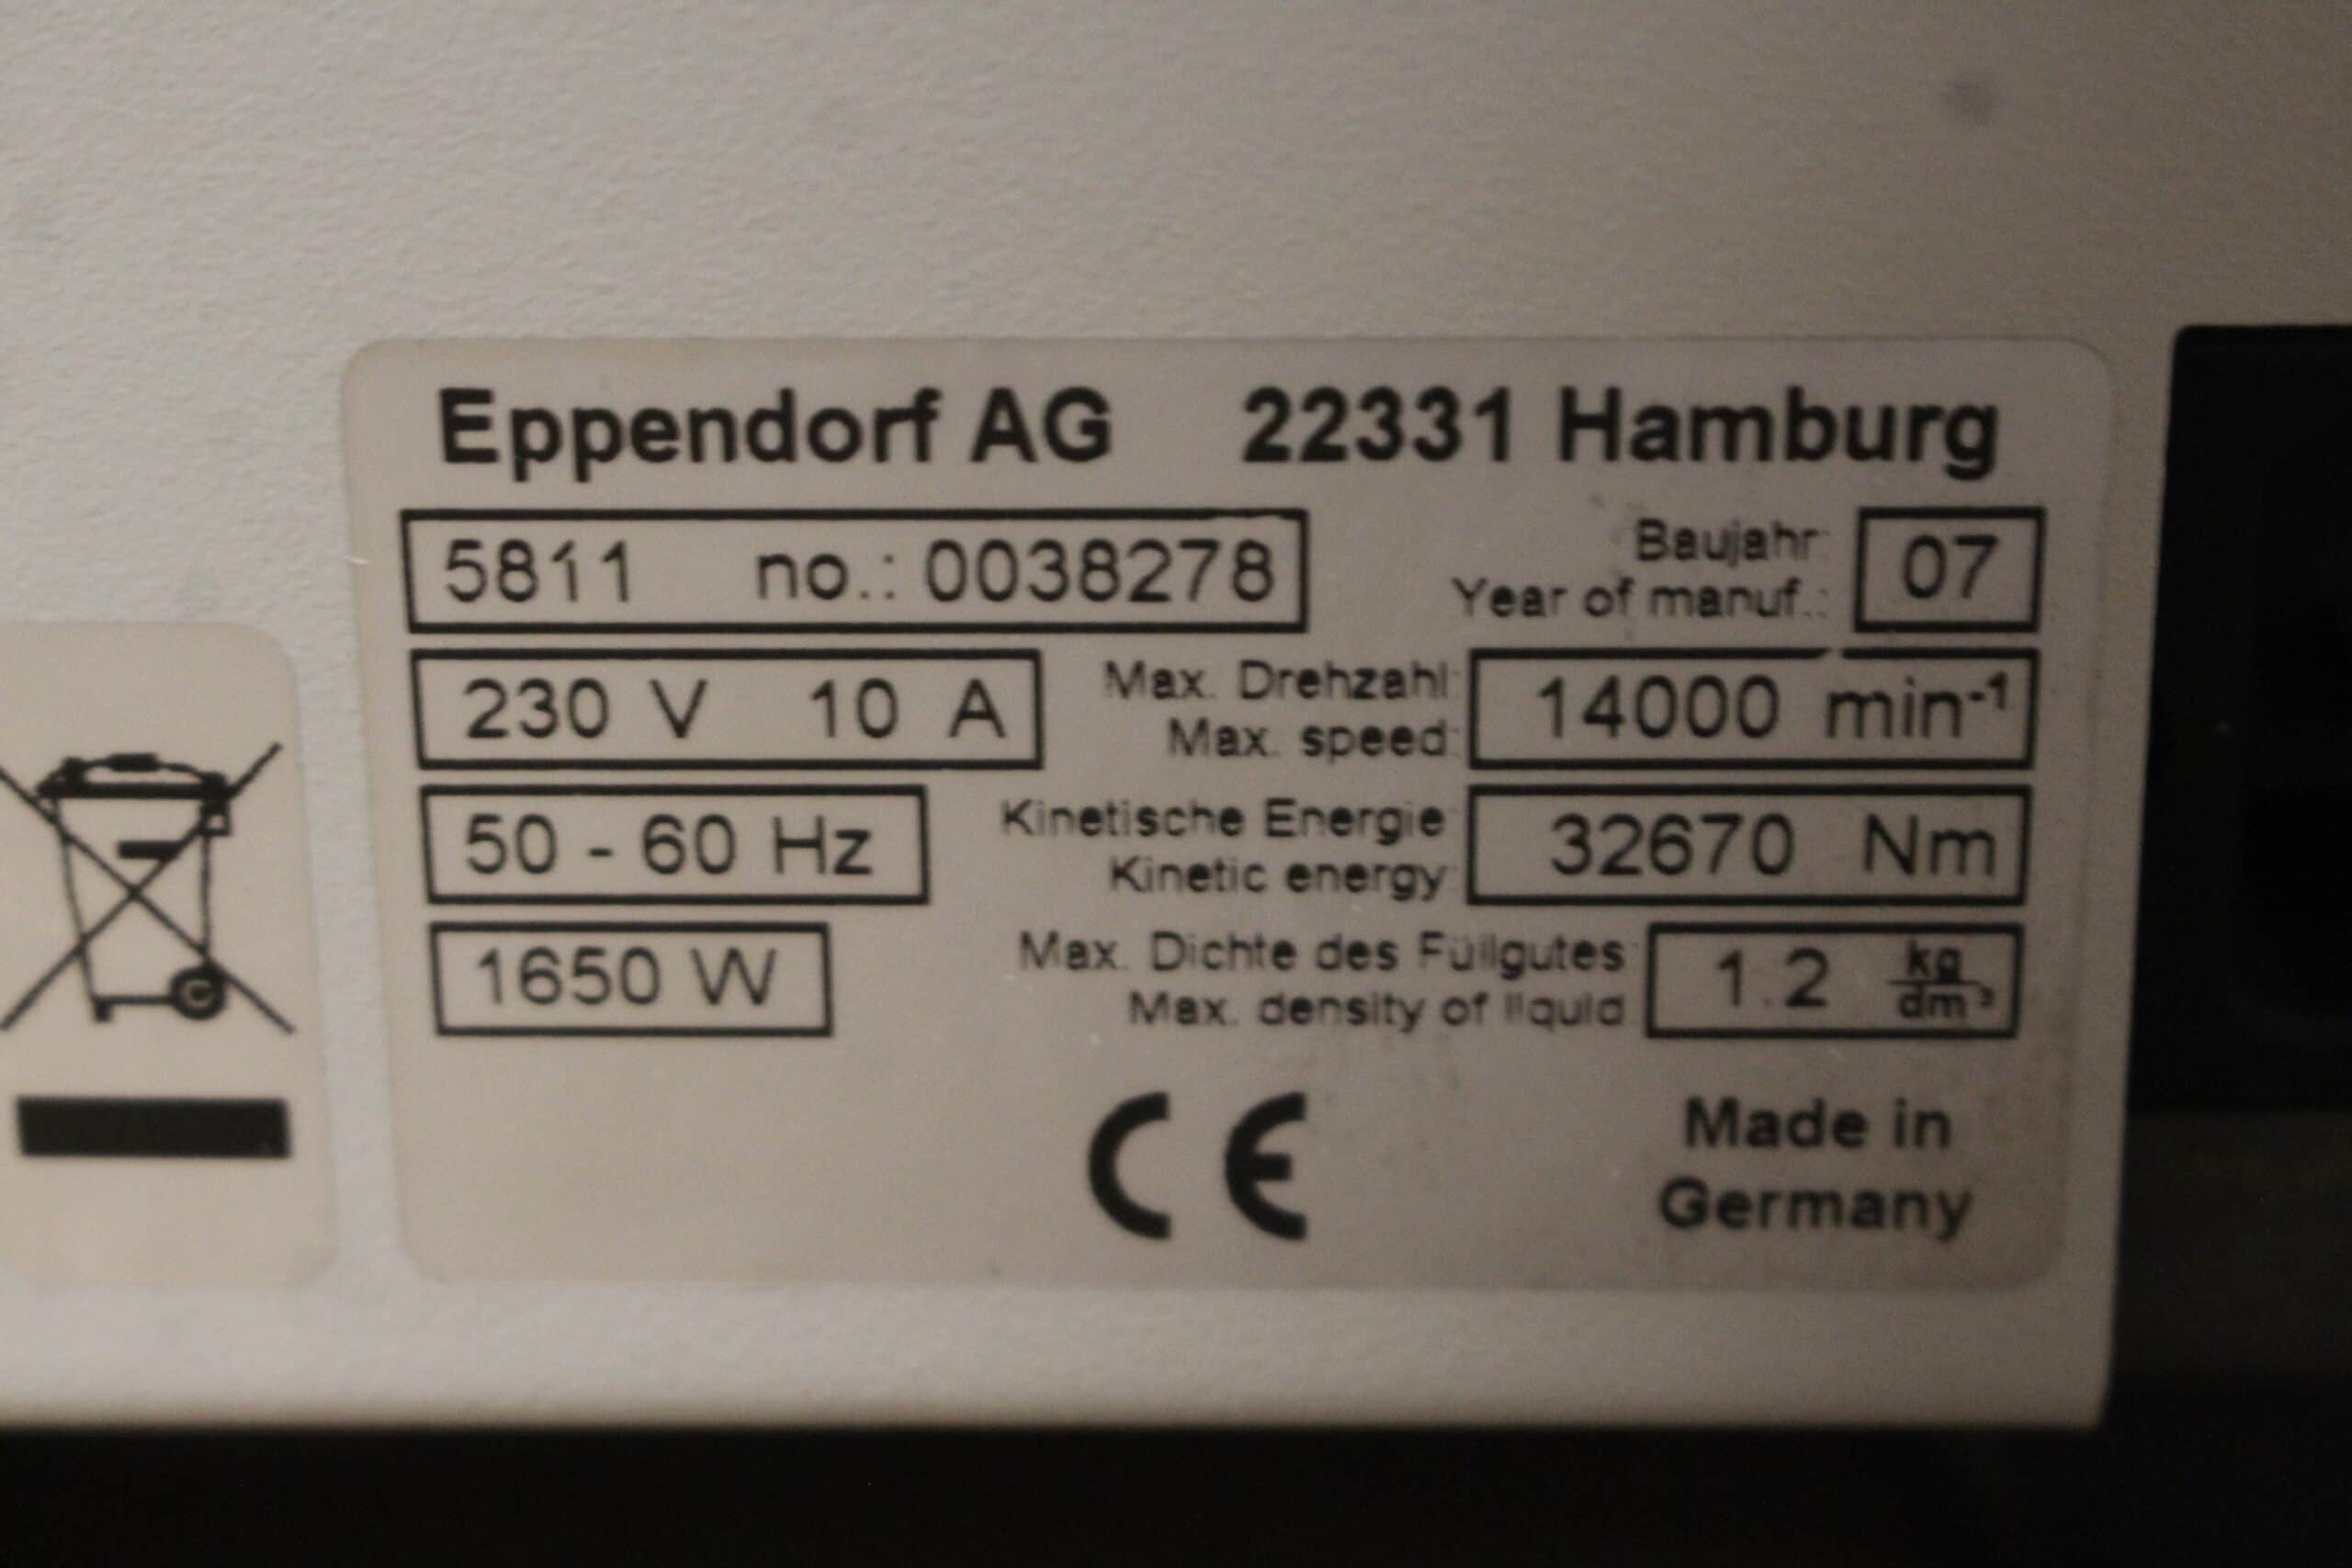 Eppendorf AG 22331 Hamburg
5811 no.: 0038278
Baujahr:
Year of manuf.:
07
230 V 10 A
Max. Drehzahl:
Max. speed:
14000 min⁻¹
50 - 60 Hz
Kinetische Energie
Kinetic energy
32670 Nm
1650 W
Max. Dichte des Füllgutes
Max. density of liquid
1.2 kg/dm³
CE
Made in
Germany